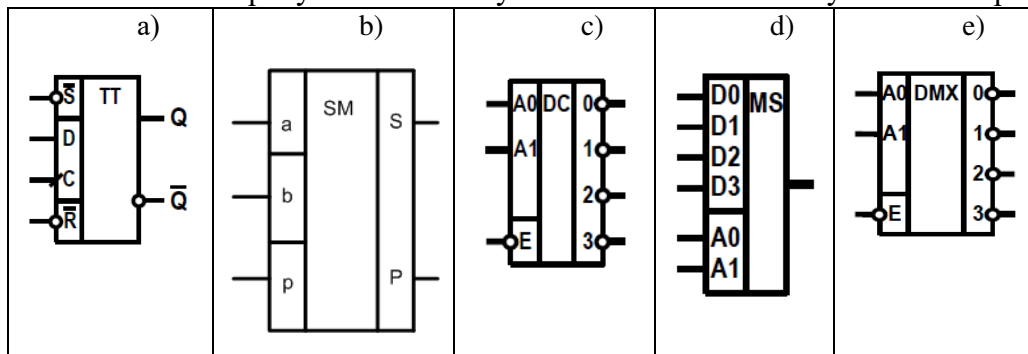 a)
b)
c)
d)
e)
S̅ TT
D Q
C
R̅ Q̅
SM
a S
b
p P
A0 DC 0
A1 1
2
E 3
D0 MS
D1
D2
D3
A0
A1
A0 DMX 0
A1 1
2
E 3